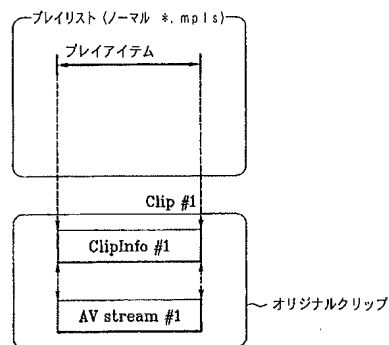 プレイリスト (ノーマル *.mpls)
プレイアイテム
Clip #1
ClipInfo #1
オリジナルクリップ
AV stream #1